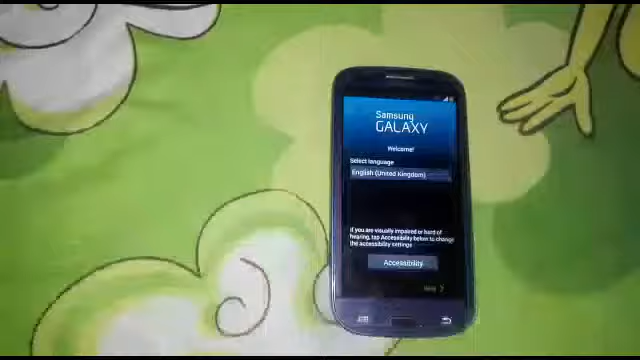 Samsung
GALAXY
Welcome!
Select language
English (United Kingdom)
If you are visually impaired or hard of
hearing, tap Accessibility below to change
the accessibility settings
Accessibility